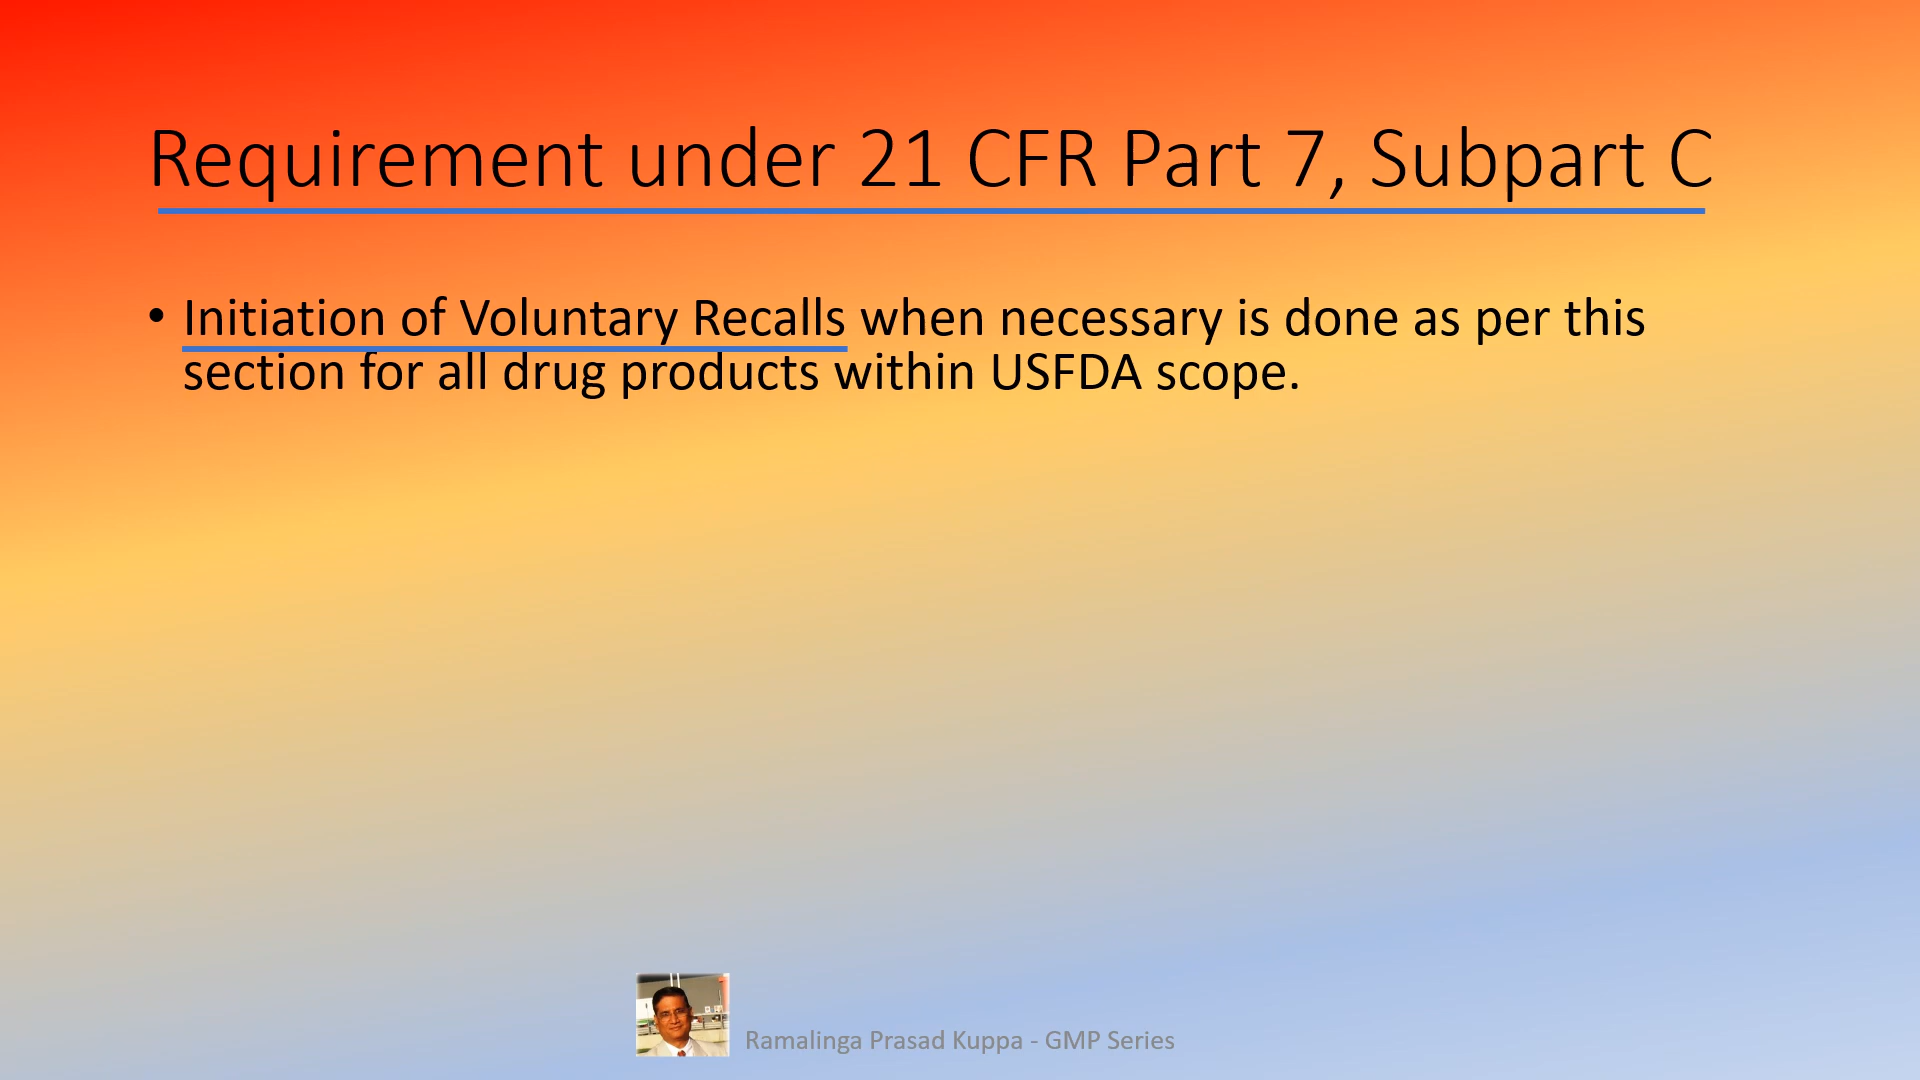 Requirement under 21 CFR Part 7, Subpart C
• Initiation of Voluntary Recalls when necessary is done as per this
section for all drug products within USFDA scope.
Ramalinga Prasad Kuppa - GMP Series